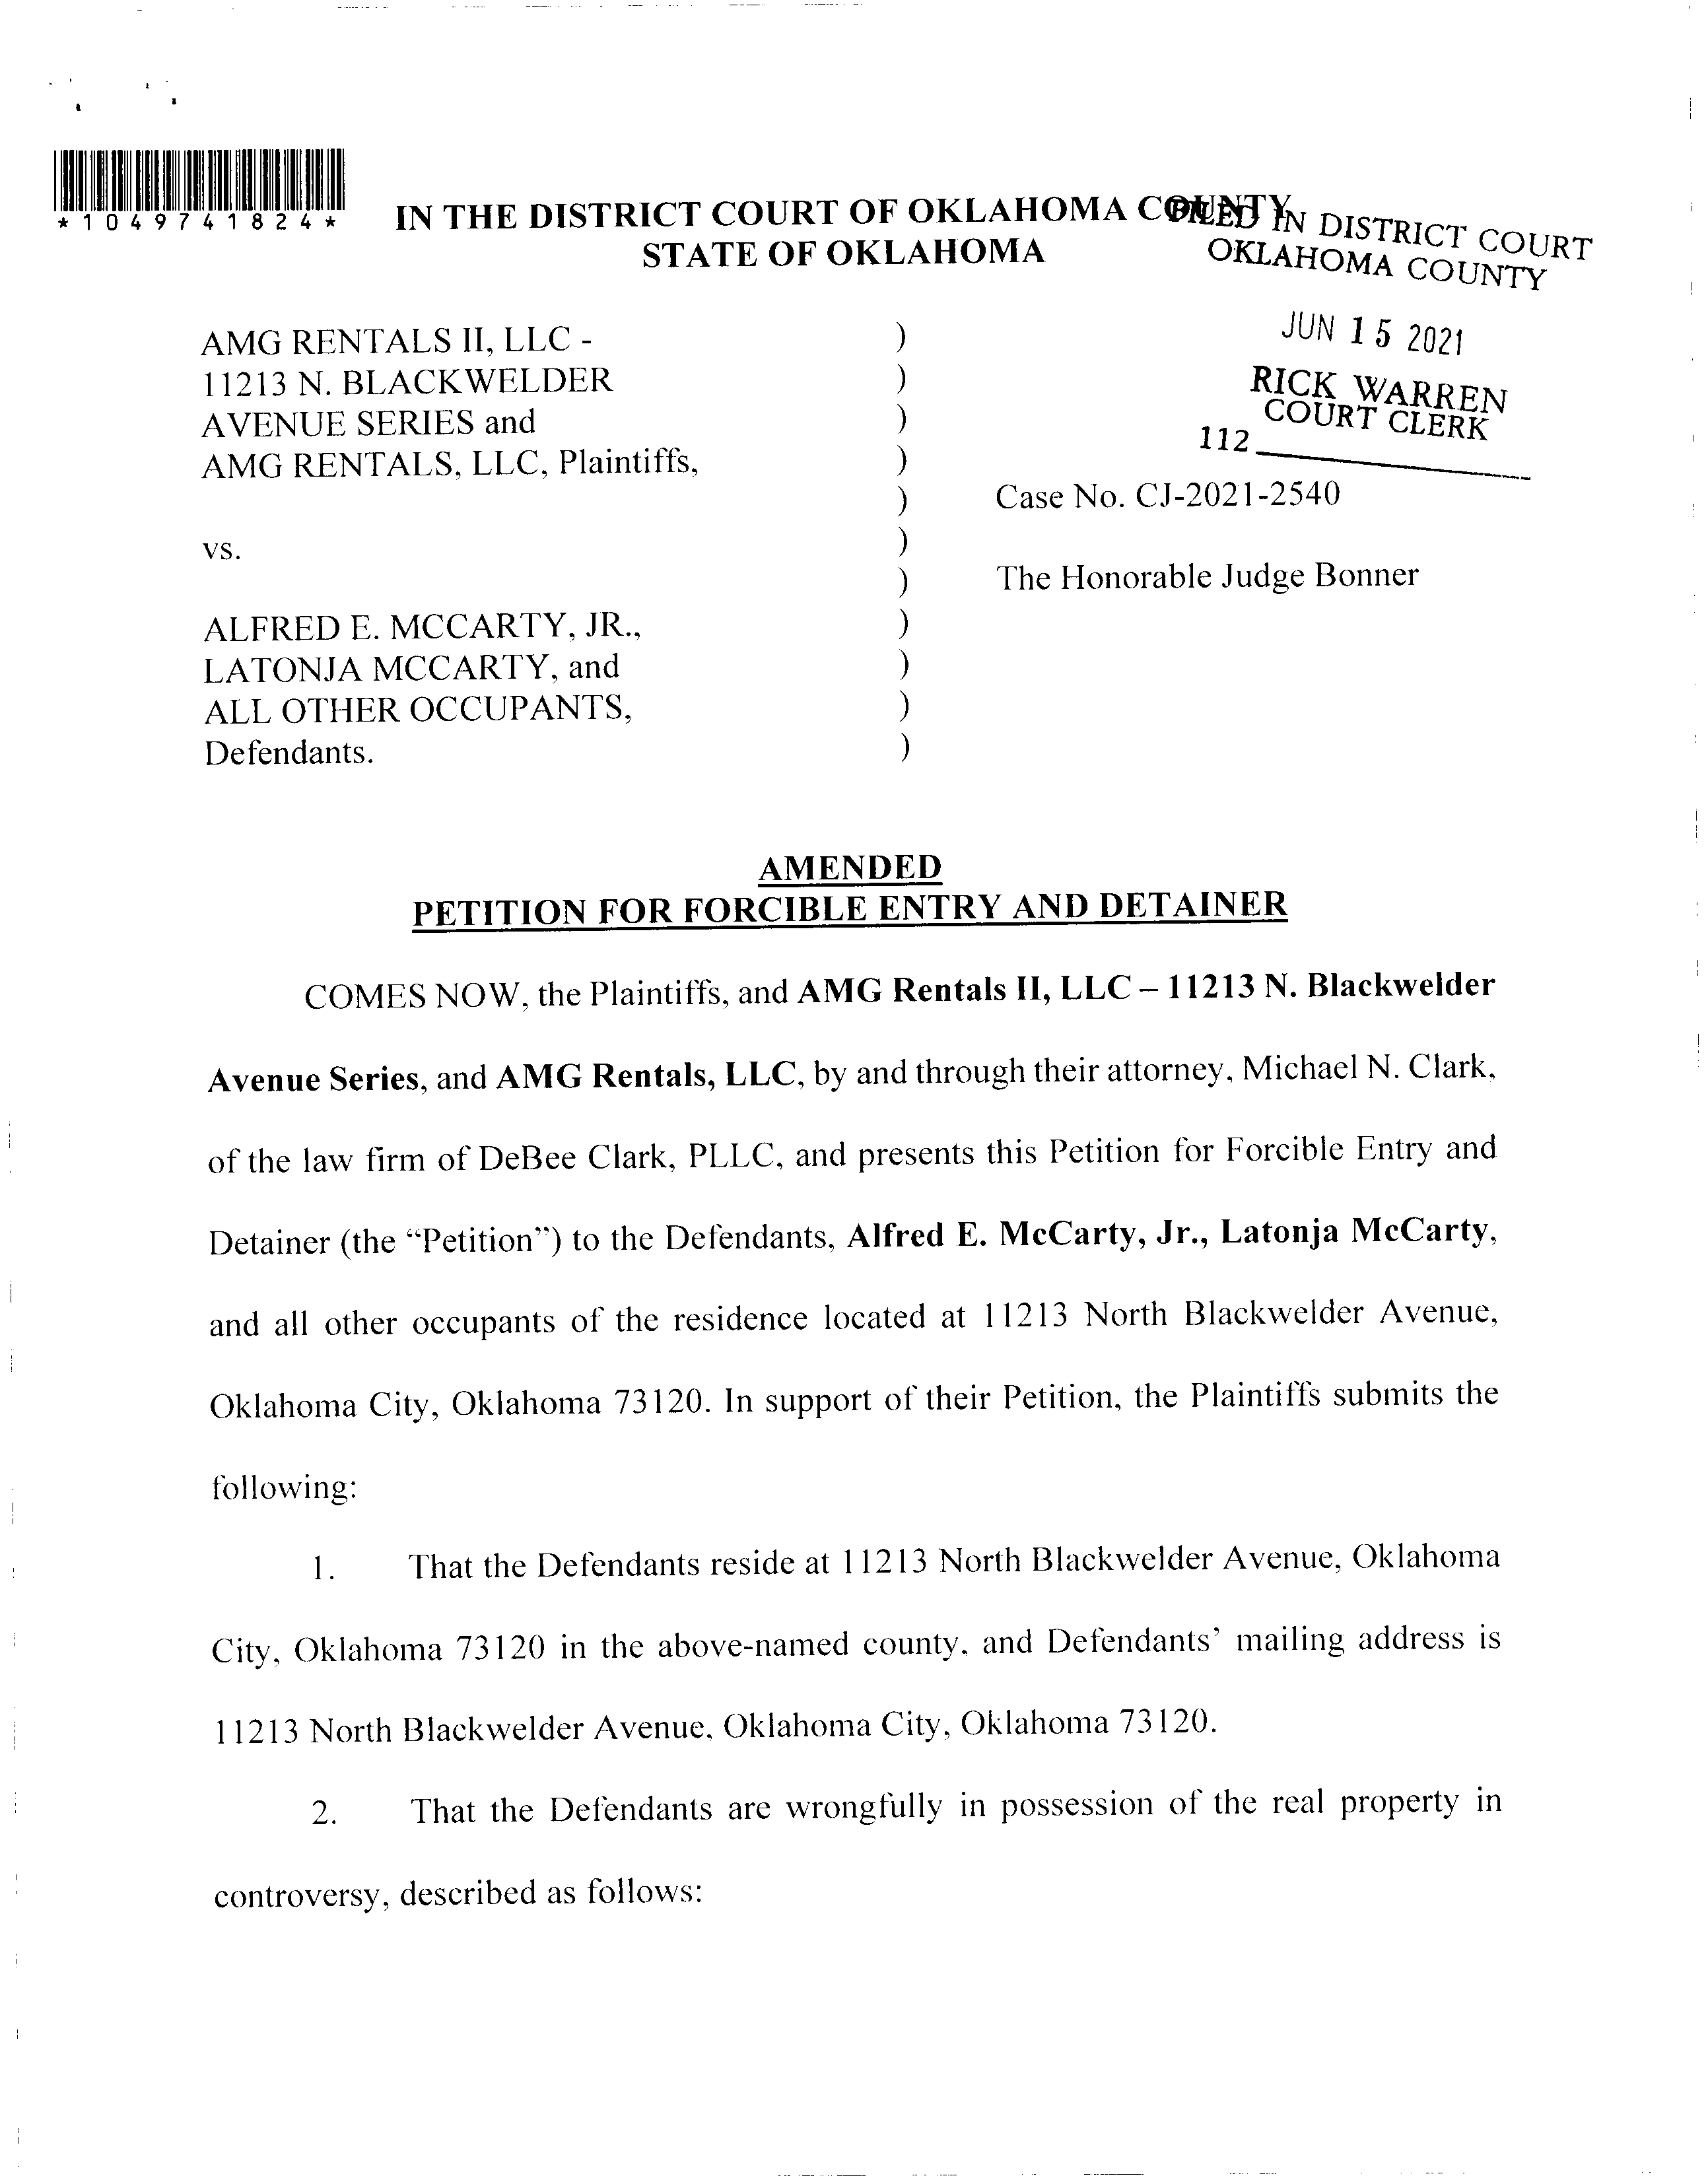 *1049741824*
IN THE DISTRICT COURT OF OKLAHOMA COUNTY
STATE OF OKLAHOMA
FILED IN DISTRICT COURT
OKLAHOMA COUNTY
JUN 15 2021
RICK WARREN
COURT CLERK
112
AMG RENTALS II, LLC - )
11213 N. BLACKWELDER )
AVENUE SERIES and )
AMG RENTALS, LLC, Plaintiffs, )
) Case No. CJ-2021-2540
vs. )
) The Honorable Judge Bonner
ALFRED E. MCCARTY, JR., )
LATONJA MCCARTY, and )
ALL OTHER OCCUPANTS, )
Defendants. )
AMENDED
PETITION FOR FORCIBLE ENTRY AND DETAINER
COMES NOW, the Plaintiffs, and AMG Rentals II, LLC – 11213 N. Blackwelder
Avenue Series, and AMG Rentals, LLC, by and through their attorney, Michael N. Clark,
of the law firm of DeBee Clark, PLLC, and presents this Petition for Forcible Entry and
Detainer (the “Petition”) to the Defendants, Alfred E. McCarty, Jr., Latonja McCarty,
and all other occupants of the residence located at 11213 North Blackwelder Avenue,
Oklahoma City, Oklahoma 73120. In support of their Petition, the Plaintiffs submits the
following:
1. That the Defendants reside at 11213 North Blackwelder Avenue, Oklahoma
City, Oklahoma 73120 in the above-named county, and Defendants’ mailing address is
11213 North Blackwelder Avenue, Oklahoma City, Oklahoma 73120.
2. That the Defendants are wrongfully in possession of the real property in
controversy, described as follows: